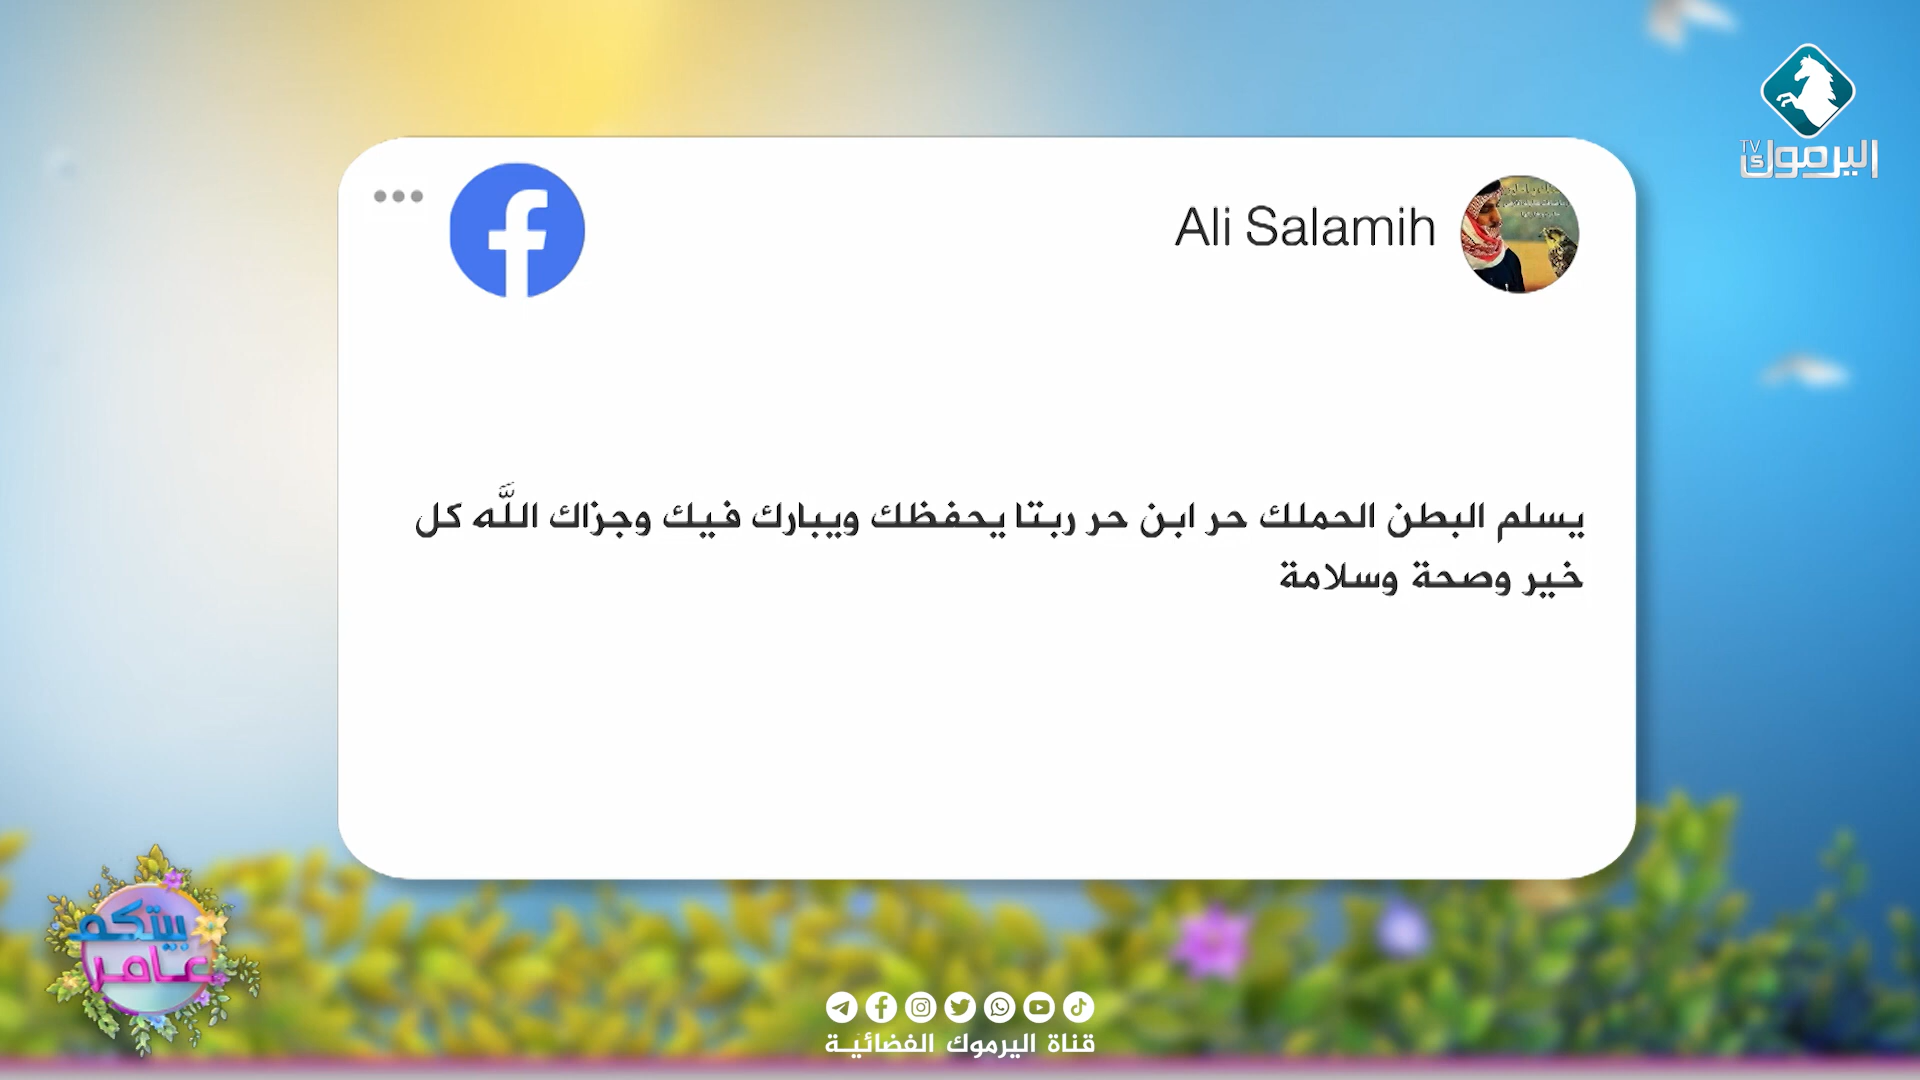 TV
اليرموك
Ali Salamih
يسلم البطن الحملك حر ابن حر ربتا يحفظك ويبارك فيك وجزاك اللَّه كل
خير وصحة وسلامة
بيتكم
عامر
قناة اليرموك الفضائيـة